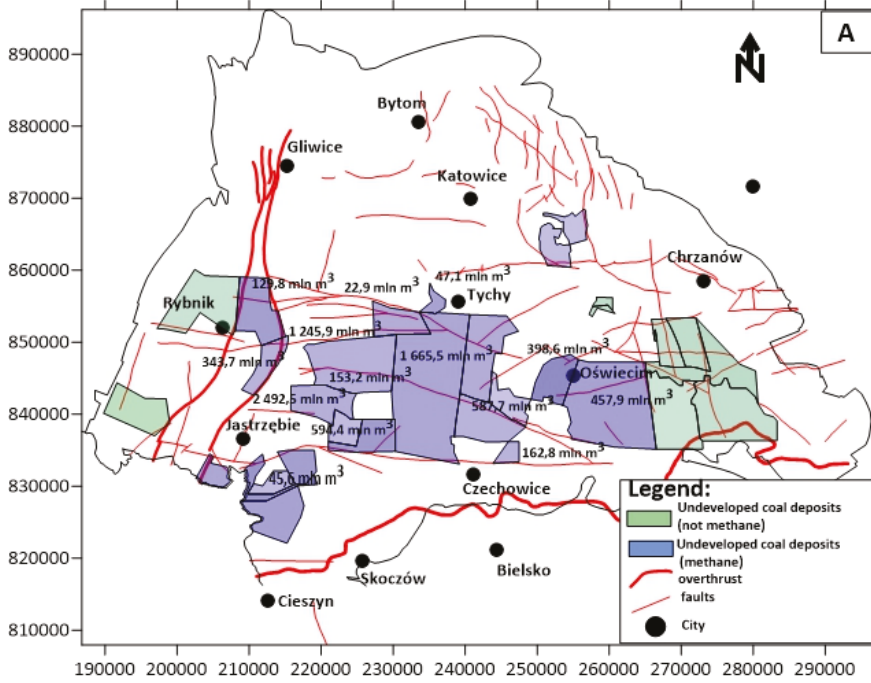 A
890000
880000
870000
860000
850000
840000
830000
820000
810000
N
Bytom
Gliwice
Katowice
Chrzanów
129,8 mln m³
22,9 mln m³
47,1 mln m³
Tychy
Rybnik
1 245,9 mln m³
343,7 mln m³
1 665,5 mln m³
398,6 mln m³
153,2 mln m³
Oświęcim
2 492,5 mln m³
587,7 mln m³
457,9 mln m³
594,4 mln m³
Jastrzębie
162,8 mln m³
45,6 mln m³
Czechowice
Skoczów
Bielsko
Cieszyn
Legend:
Undeveloped coal deposits
(not methane)
Undeveloped coal deposits
(methane)
overthrust
faults
City
190000 200000 210000 220000 230000 240000 250000 260000 270000 280000 290000